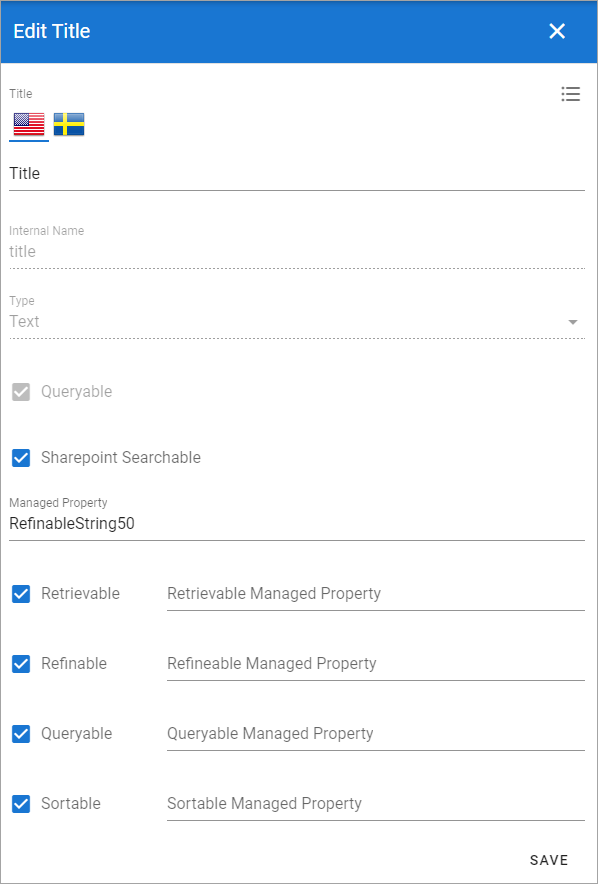 Edit Title
Title
Title
Internal Name
title
Type
Text
Queryable
Sharepoint Searchable
Managed Property
RefinableString50
Retrievable Retrievable Managed Property
Refinable Refineable Managed Property
Queryable Queryable Managed Property
Sortable Sortable Managed Property
SAVE